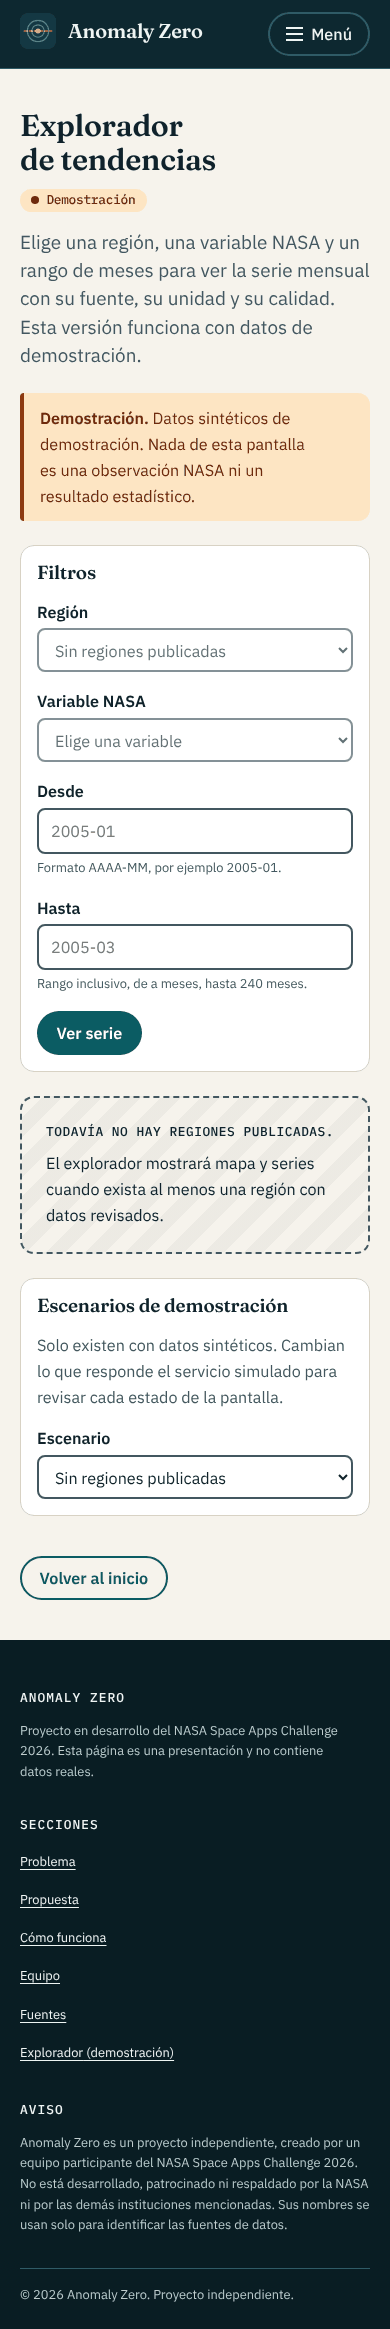 Anomaly Zero
Menú
Explorador
de tendencias
Demostración
Elige una región, una variable NASA y un
rango de meses para ver la serie mensual
con su fuente, su unidad y su calidad.
Esta versión funciona con datos de
demostración.
Demostración. Datos sintéticos de
demostración. Nada de esta pantalla
es una observación NASA ni un
resultado estadístico.
Filtros
Región
Sin regiones publicadas
Variable NASA
Elige una variable
Desde
2005-01
Formato AAAA-MM, por ejemplo 2005-01.
Hasta
2005-03
Rango inclusivo, de a meses, hasta 240 meses.
Ver serie
TODAVÍA NO HAY REGIONES PUBLICADAS.
El explorador mostrará mapa y series
cuando exista al menos una región con
datos revisados.
Escenarios de demostración
Solo existen con datos sintéticos. Cambian
lo que responde el servicio simulado para
revisar cada estado de la pantalla.
Escenario
Sin regiones publicadas
Volver al inicio
ANOMALY ZERO
Proyecto en desarrollo del NASA Space Apps Challenge
2026. Esta página es una presentación y no contiene
datos reales.
SECCIONES
Problema
Propuesta
Cómo funciona
Equipo
Fuentes
Explorador (demostración)
AVISO
Anomaly Zero es un proyecto independiente, creado por un
equipo participante del NASA Space Apps Challenge 2026.
No está desarrollado, patrocinado ni respaldado por la NASA
ni por las demás instituciones mencionadas. Sus nombres se
usan solo para identificar las fuentes de datos.
© 2026 Anomaly Zero. Proyecto independiente.